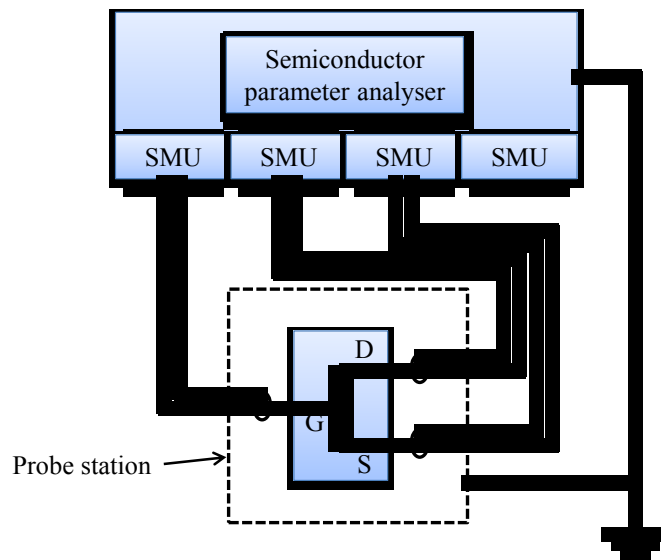 Semiconductor
parameter analyser
SMU SMU SMU SMU
D
G
S
Probe station